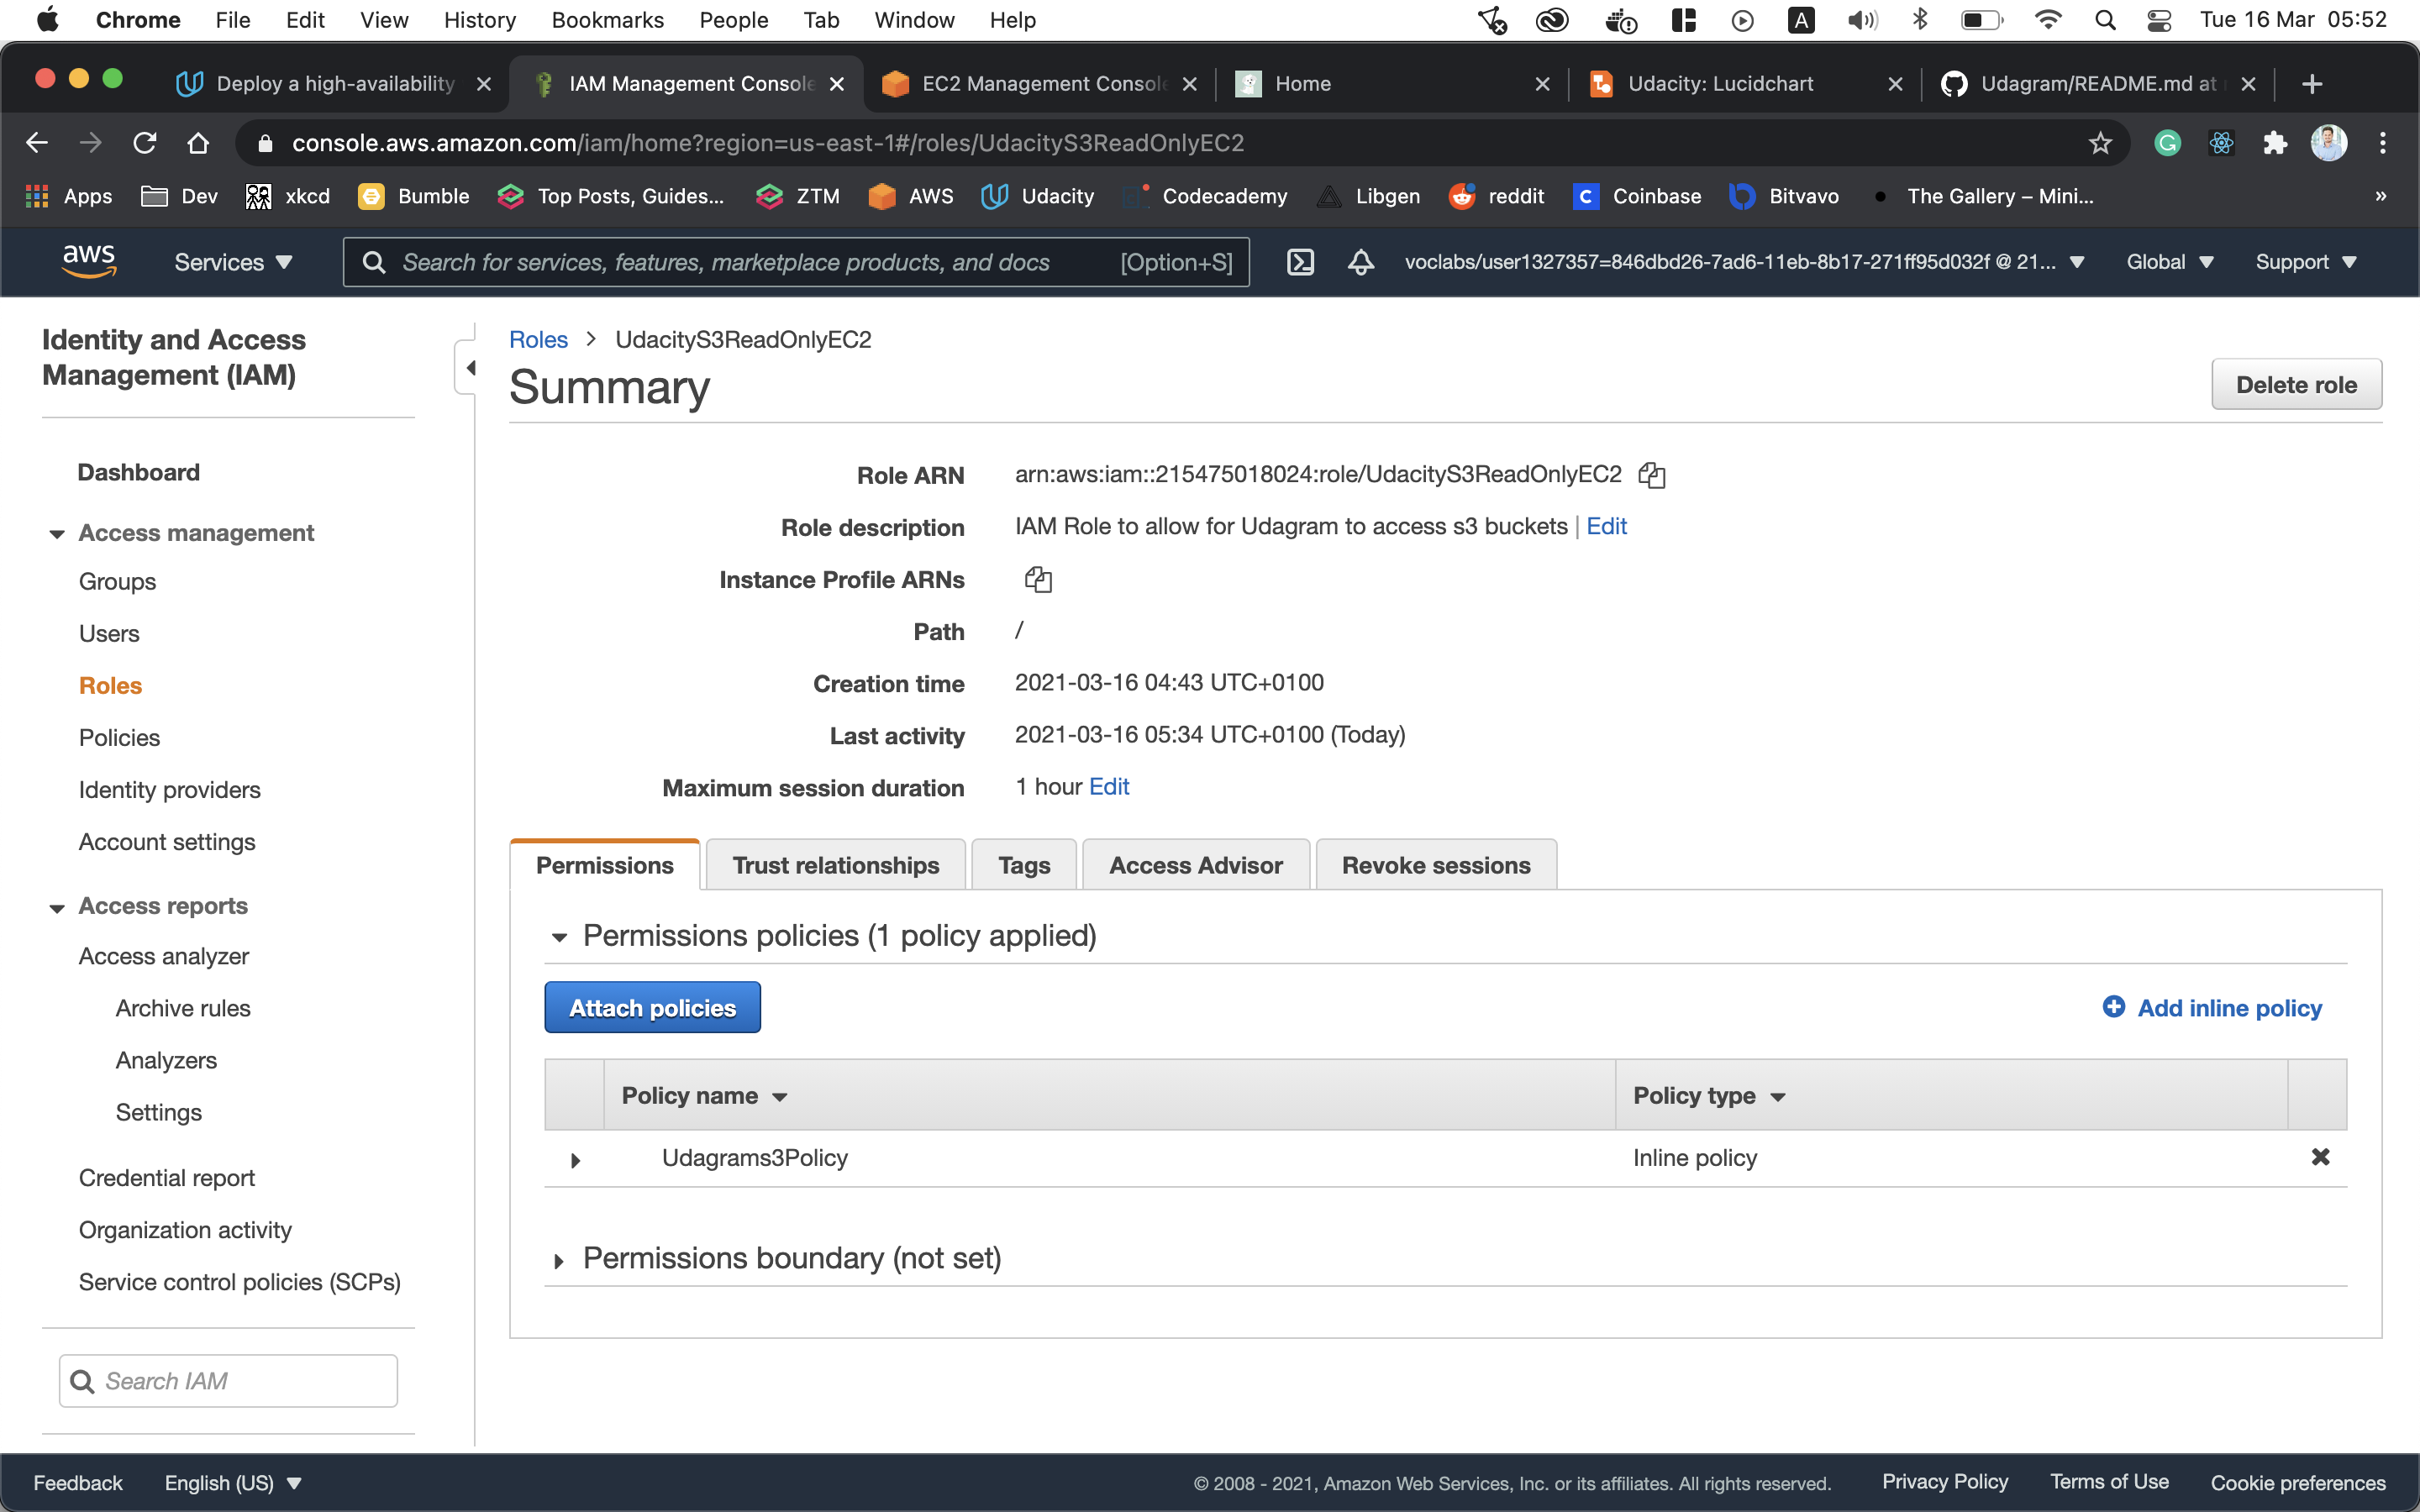 Chrome File Edit View History Bookmarks People Tab Window Help A Tue 16 Mar 05:52
Deploy a high-availability IAM Management Console EC2 Management Console Home Udacity: Lucidchart Udagram/README.md at
console.aws.amazon.com/iam/home?region=us-east-1#/roles/UdacityS3ReadOnlyEC2
Apps Dev xkcd Bumble Top Posts, Guides... ZTM AWS Udacity Codecademy Libgen reddit Coinbase Bitvavo The Gallery – Mini... »
aws Services Search for services, features, marketplace products, and docs [Option+S] voclabs/user1327357=846dbd26-7ad6-11eb-8b17-271ff95d032f @ 21... Global Support
Identity and Access
Management (IAM)
Dashboard
Access management
Groups
Users
Roles
Policies
Identity providers
Account settings
Access reports
Access analyzer
Archive rules
Analyzers
Settings
Credential report
Organization activity
Service control policies (SCPs)
Search IAM
Roles > UdacityS3ReadOnlyEC2
Summary
Delete role
Role ARN arn:aws:iam::215475018024:role/UdacityS3ReadOnlyEC2
Role description IAM Role to allow for Udagram to access s3 buckets | Edit
Instance Profile ARNs
Path /
Creation time 2021-03-16 04:43 UTC+0100
Last activity 2021-03-16 05:34 UTC+0100 (Today)
Maximum session duration 1 hour Edit
Permissions Trust relationships Tags Access Advisor Revoke sessions
Permissions policies (1 policy applied)
Attach policies Add inline policy
Policy name Policy type
Udagrams3Policy Inline policy
Permissions boundary (not set)
Feedback English (US) © 2008 - 2021, Amazon Web Services, Inc. or its affiliates. All rights reserved. Privacy Policy Terms of Use Cookie preferences